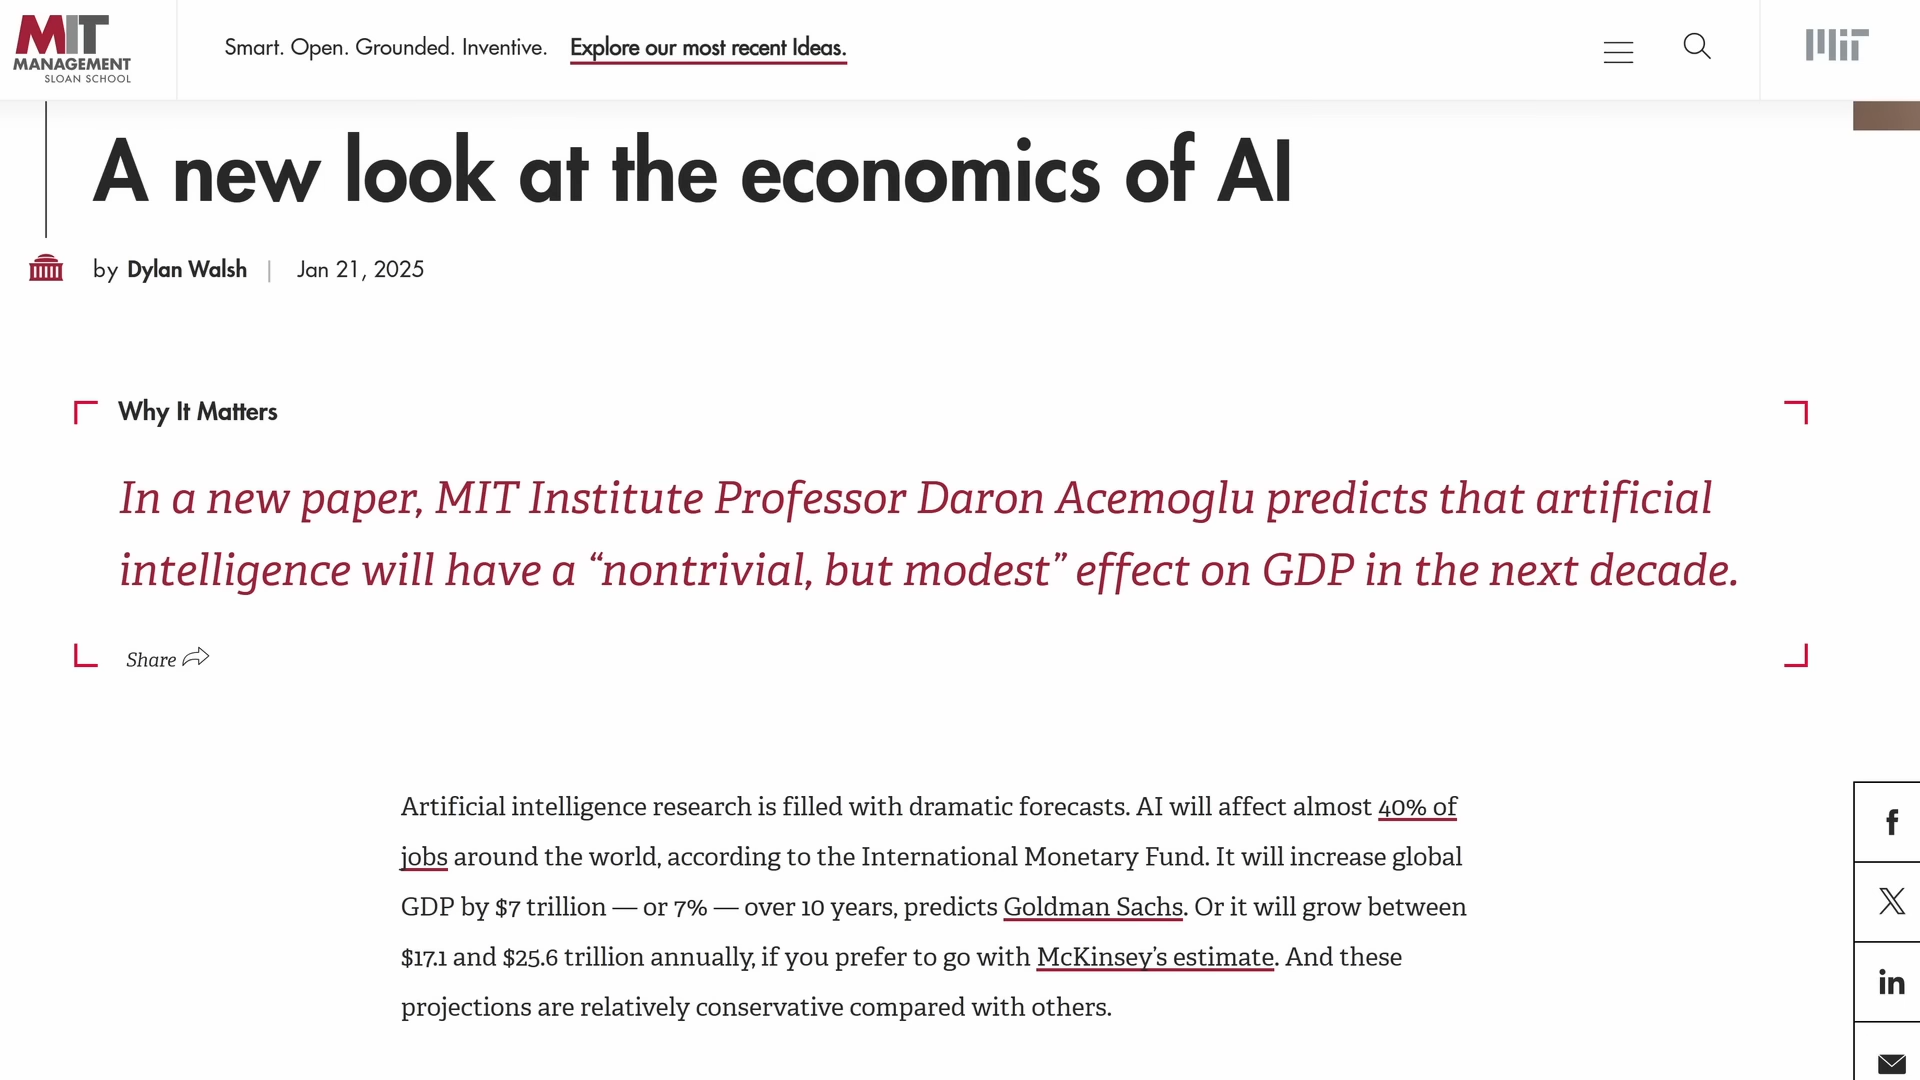 MIT
MANAGEMENT
SLOAN SCHOOL
Smart. Open. Grounded. Inventive. Explore our most recent Ideas.
MIT
A new look at the economics of AI
by Dylan Walsh | Jan 21, 2025
Why It Matters
In a new paper, MIT Institute Professor Daron Acemoglu predicts that artificial
intelligence will have a “nontrivial, but modest” effect on GDP in the next decade.
Share
Artificial intelligence research is filled with dramatic forecasts. AI will affect almost 40% of
jobs around the world, according to the International Monetary Fund. It will increase global
GDP by $7 trillion — or 7% — over 10 years, predicts Goldman Sachs. Or it will grow between
$17.1 and $25.6 trillion annually, if you prefer to go with McKinsey’s estimate. And these
projections are relatively conservative compared with others.
f
X
in